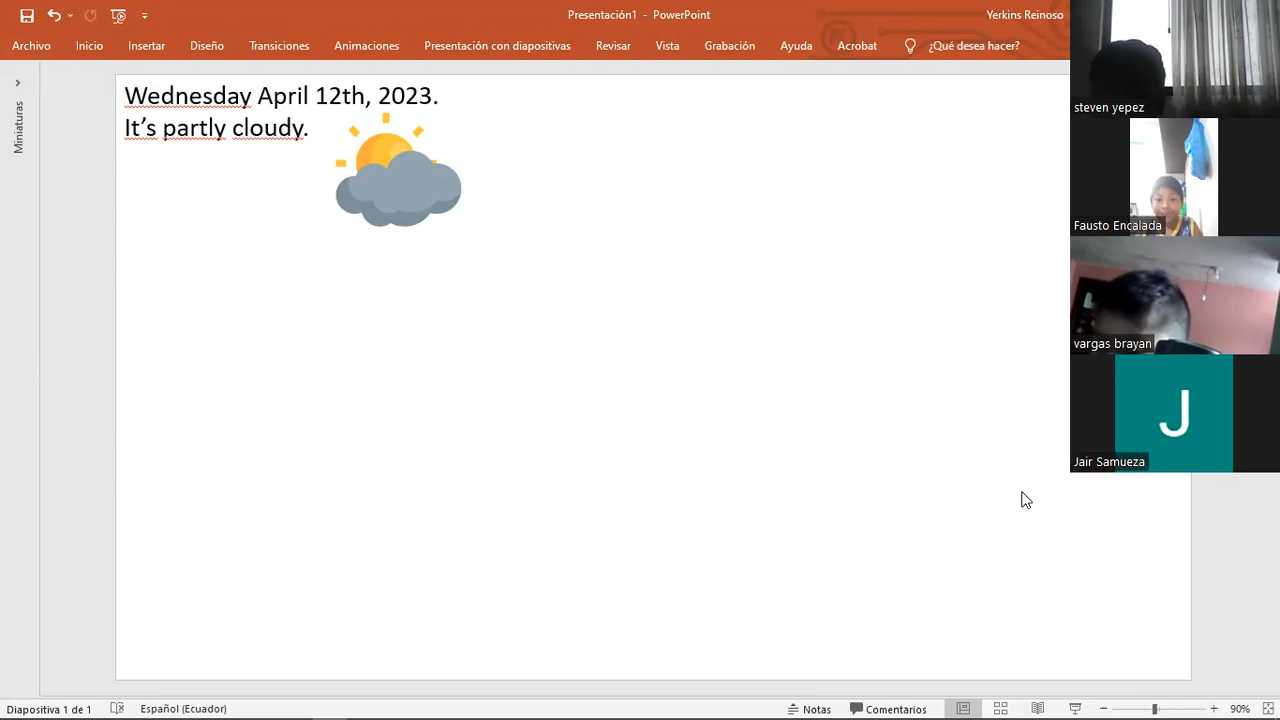 Presentación1 - PowerPoint
Yerkins Reinoso
Archivo Inicio Insertar Diseño Transiciones Animaciones Presentación con diapositivas Revisar Vista Grabación Ayuda Acrobat ¿Qué desea hacer?
Miniaturas
Wednesday April 12th, 2023.
It's partly cloudy.
steven yepez
Fausto Encalada
vargas brayan
J
Jair Samueza
Diapositiva 1 de 1 Español (Ecuador) Notas Comentarios 90%